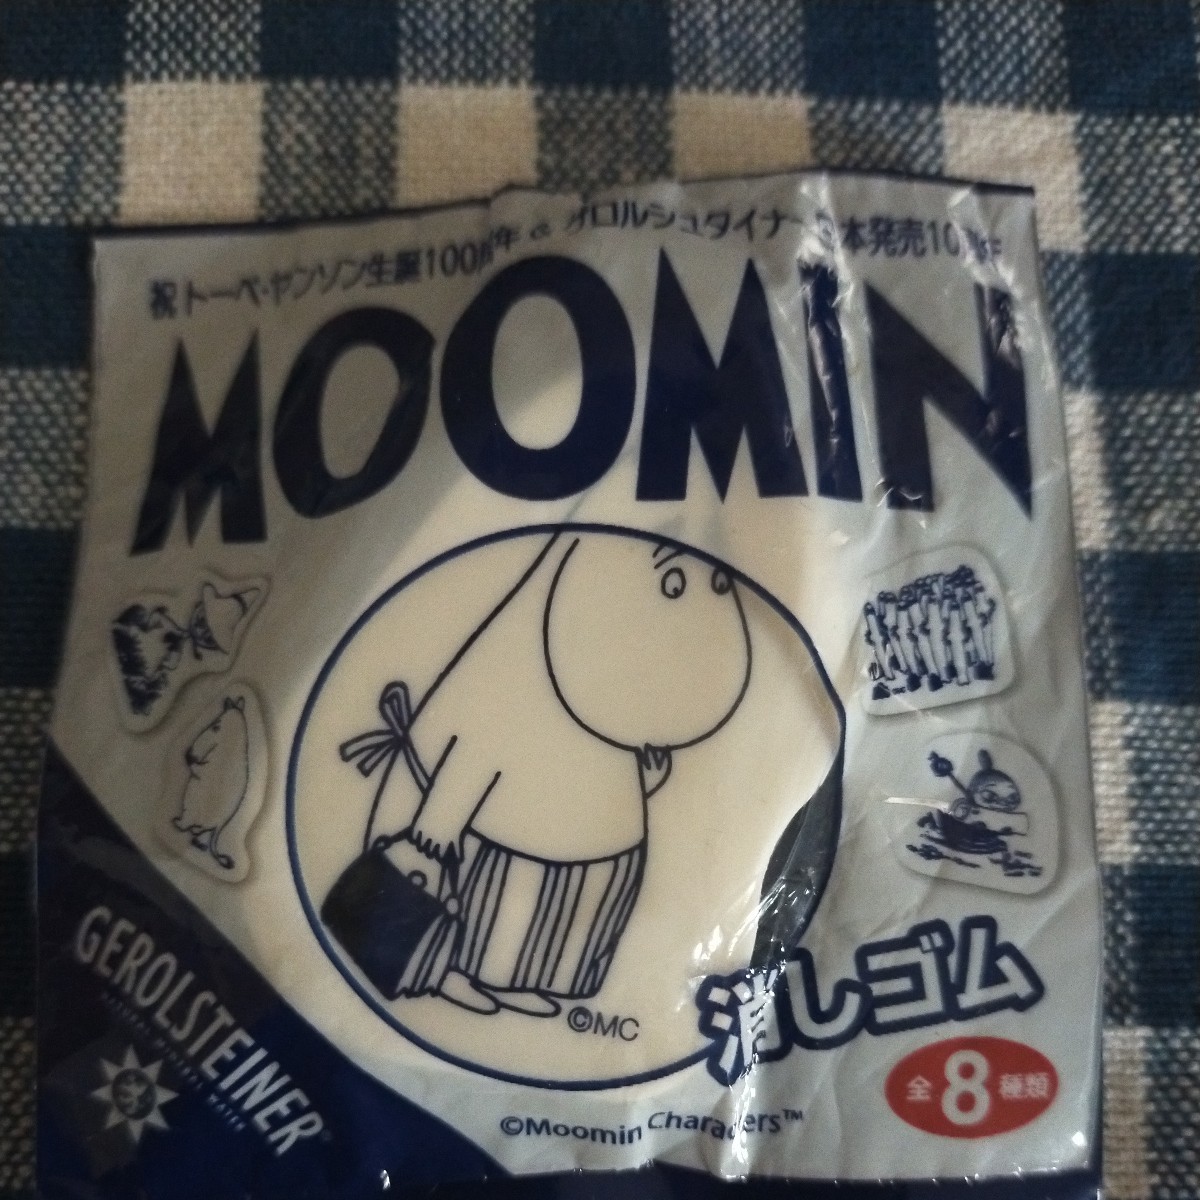 祝トーベ・ヤンソン生誕100周年 & ゲロルシュタイナー日本発売10周年
MOOMIN
©MC
消しゴム
全8種類
GEROLSTEINER®
©Moomin Characters™